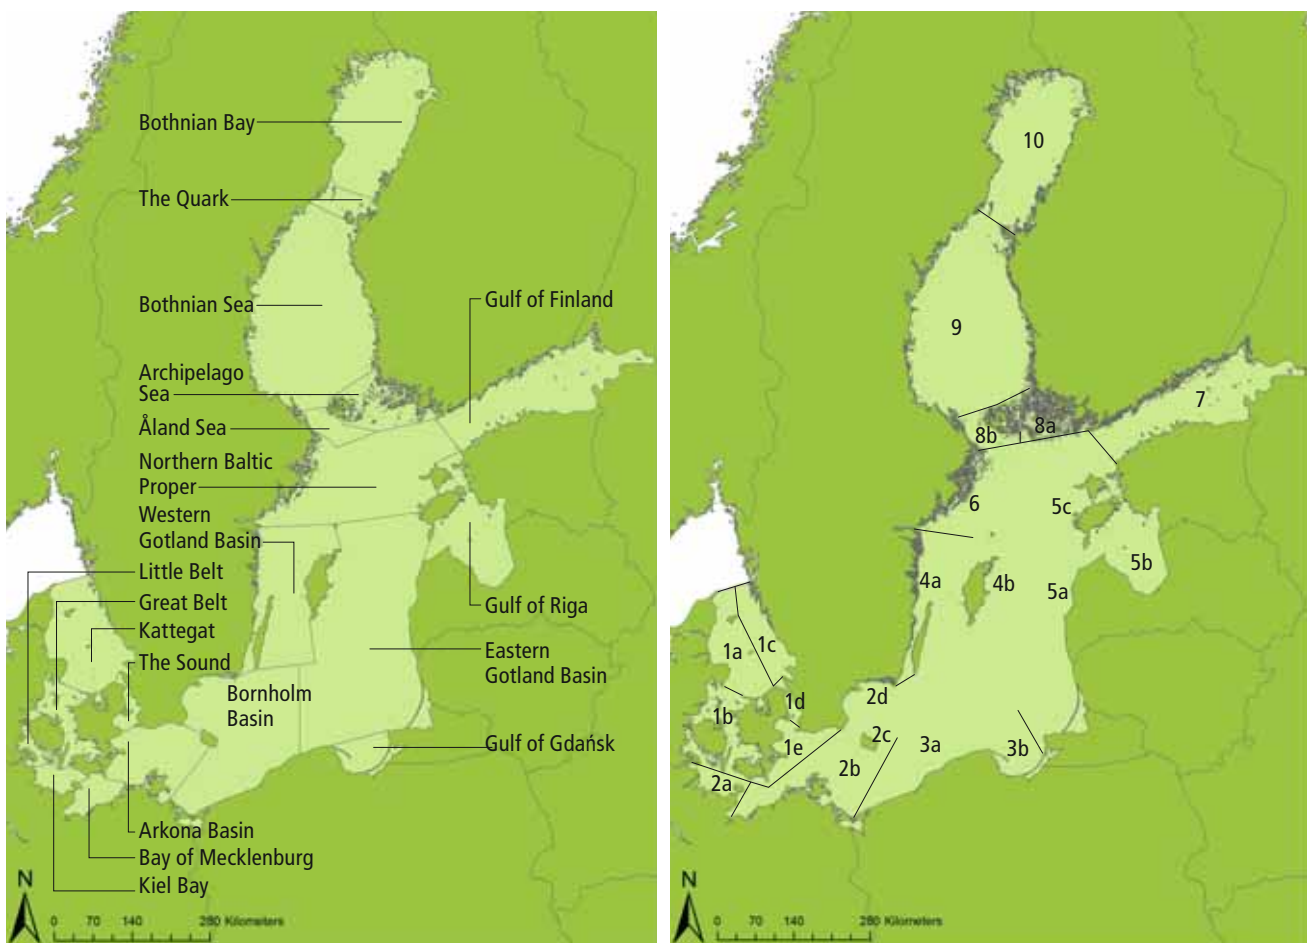 Bothnian Bay
The Quark
Bothnian Sea
Gulf of Finland
Archipelago
Sea
Åland Sea
Northern Baltic
Proper
Western
Gotland Basin
Little Belt
Great Belt
Gulf of Riga
Kattegat
The Sound
Eastern
Gotland Basin
Bornholm
Basin
Gulf of Gdańsk
Arkona Basin
Bay of Mecklenburg
Kiel Bay
N
0 70 140 280 Kilometers
10
9
7
8b
8a
6
5c
5b
4a
4b
5a
1a
1c
2d
1d
1b
1e
2c
3a
3b
2b
2a
N
0 70 140 280 Kilometers